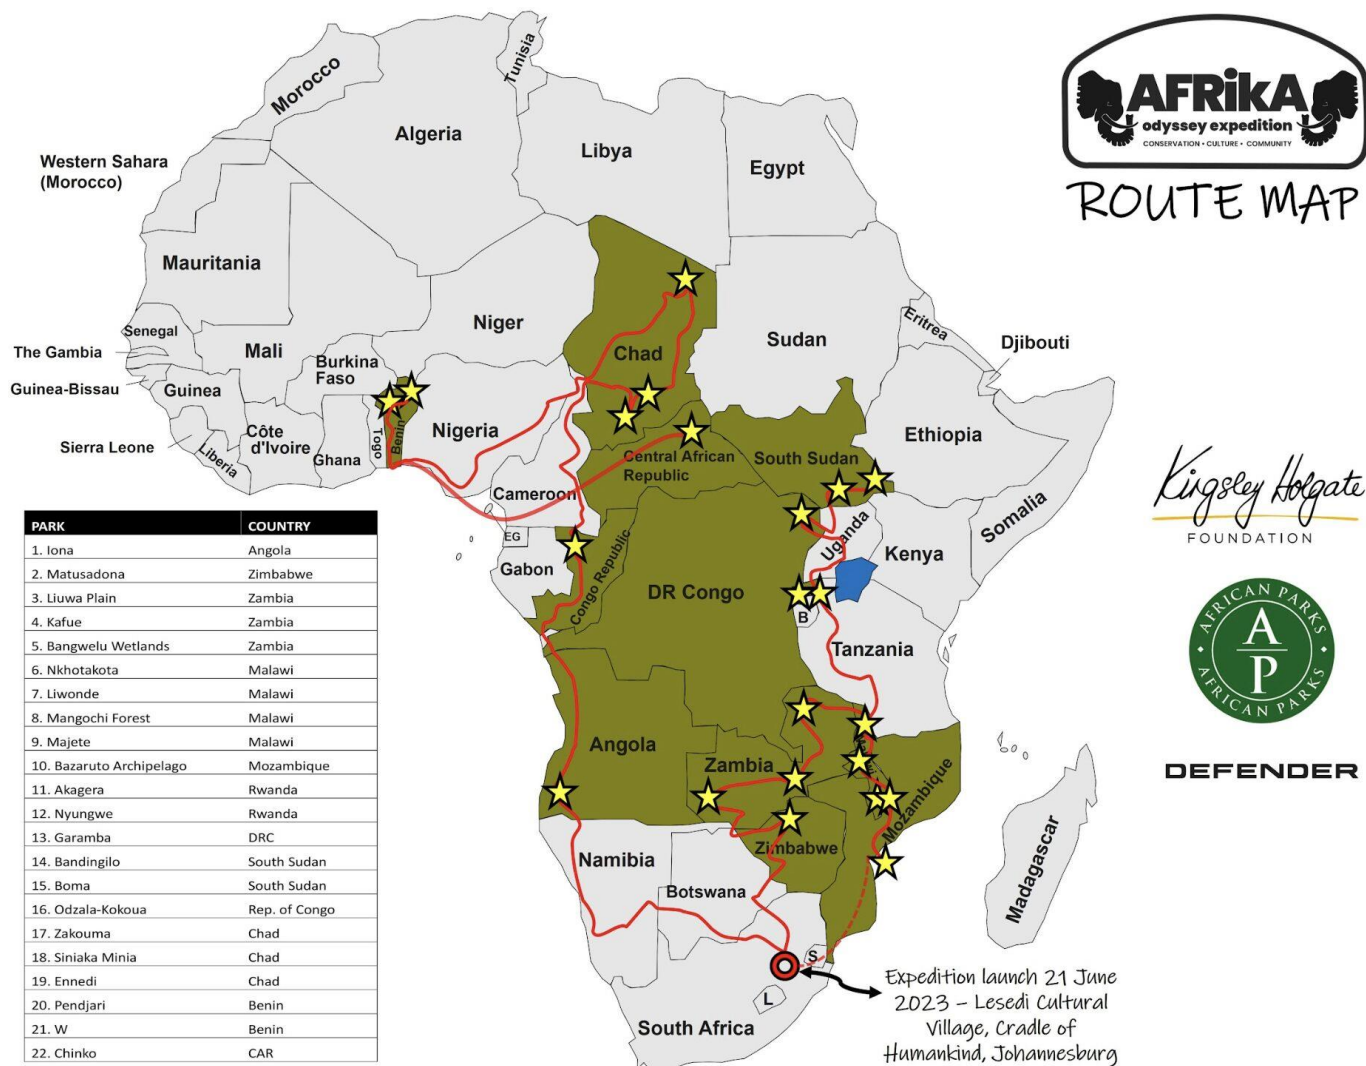 AFRikA
odyssey expedition
CONSERVATION • CULTURE • COMMUNITY
ROUTE MAP
Morocco
Tunisia
Algeria
Libya
Egypt
Western Sahara
(Morocco)
Mauritania
Mali
Niger
Chad
Sudan
Eritrea
Djibouti
Senegal
The Gambia
Guinea-Bissau
Guinea
Sierra Leone
Liberia
Côte
d'Ivoire
Burkina
Faso
Ghana
Togo
Benin
Nigeria
Cameroon
Central African
Republic
South Sudan
Ethiopia
Somalia
EG
Gabon
Congo Republic
DR Congo
Uganda
Kenya
B
Tanzania
Angola
Zambia
Mozambique
Zimbabwe
Namibia
Botswana
Madagascar
S
L
South Africa
Expedition launch 21 June
2023 – Lesedi Cultural
Village, Cradle of
Humankind, Johannesburg
Kingsley Holgate
FOUNDATION
AFRICAN PARKS
A
P
AFRICAN PARKS
DEFENDER
PARK COUNTRY
1. Iona Angola
2. Matusadona Zimbabwe
3. Liuwa Plain Zambia
4. Kafue Zambia
5. Bangwelu Wetlands Zambia
6. Nkhotakota Malawi
7. Liwonde Malawi
8. Mangochi Forest Malawi
9. Majete Malawi
10. Bazaruto Archipelago Mozambique
11. Akagera Rwanda
12. Nyungwe Rwanda
13. Garamba DRC
14. Bandingilo South Sudan
15. Boma South Sudan
16. Odzala-Kokoua Rep. of Congo
17. Zakouma Chad
18. Siniaka Minia Chad
19. Ennedi Chad
20. Pendjari Benin
21. W Benin
22. Chinko CAR